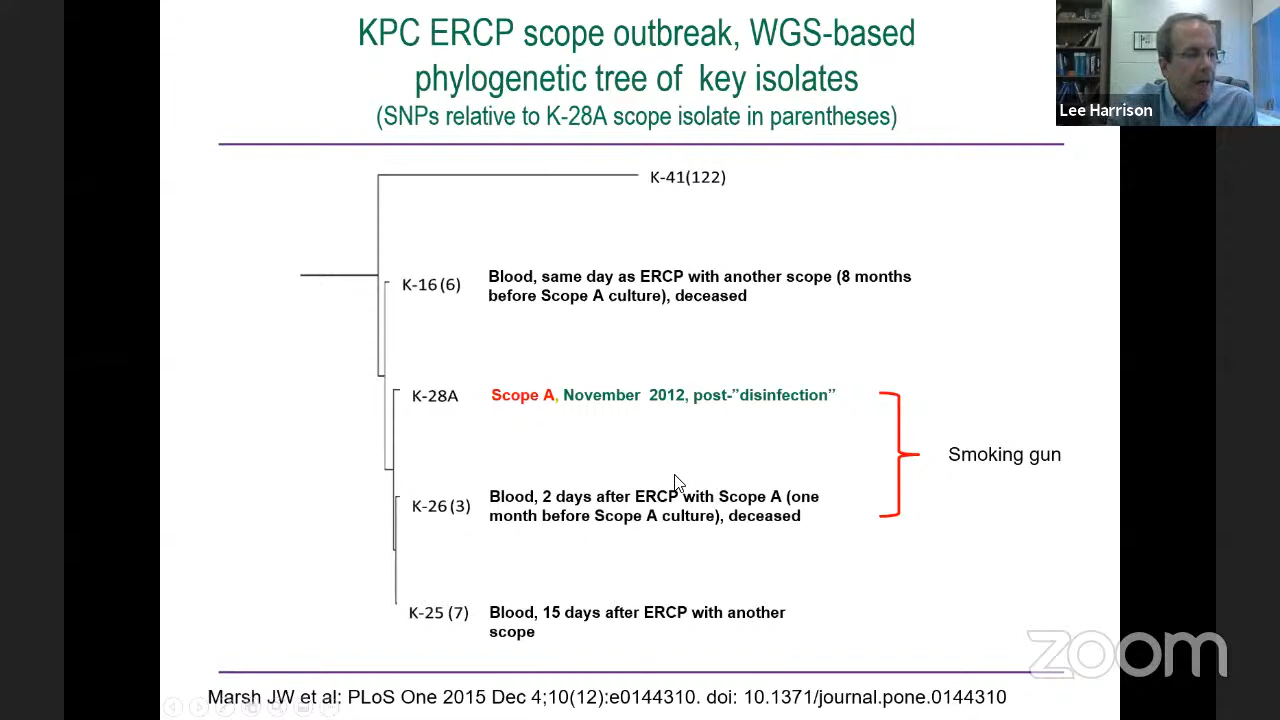 KPC ERCP scope outbreak, WGS-based
phylogenetic tree of key isolates
(SNPs relative to K-28A scope isolate in parentheses)
Lee Harrison
K-41(122)
K-16 (6)
Blood, same day as ERCP with another scope (8 months
before Scope A culture), deceased
K-28A
Scope A, November 2012, post-"disinfection"
Smoking gun
K-26 (3)
Blood, 2 days after ERCP with Scope A (one
month before Scope A culture), deceased
K-25 (7)
Blood, 15 days after ERCP with another
scope
zoom
Marsh JW et al: PLoS One 2015 Dec 4;10(12):e0144310. doi: 10.1371/journal.pone.0144310